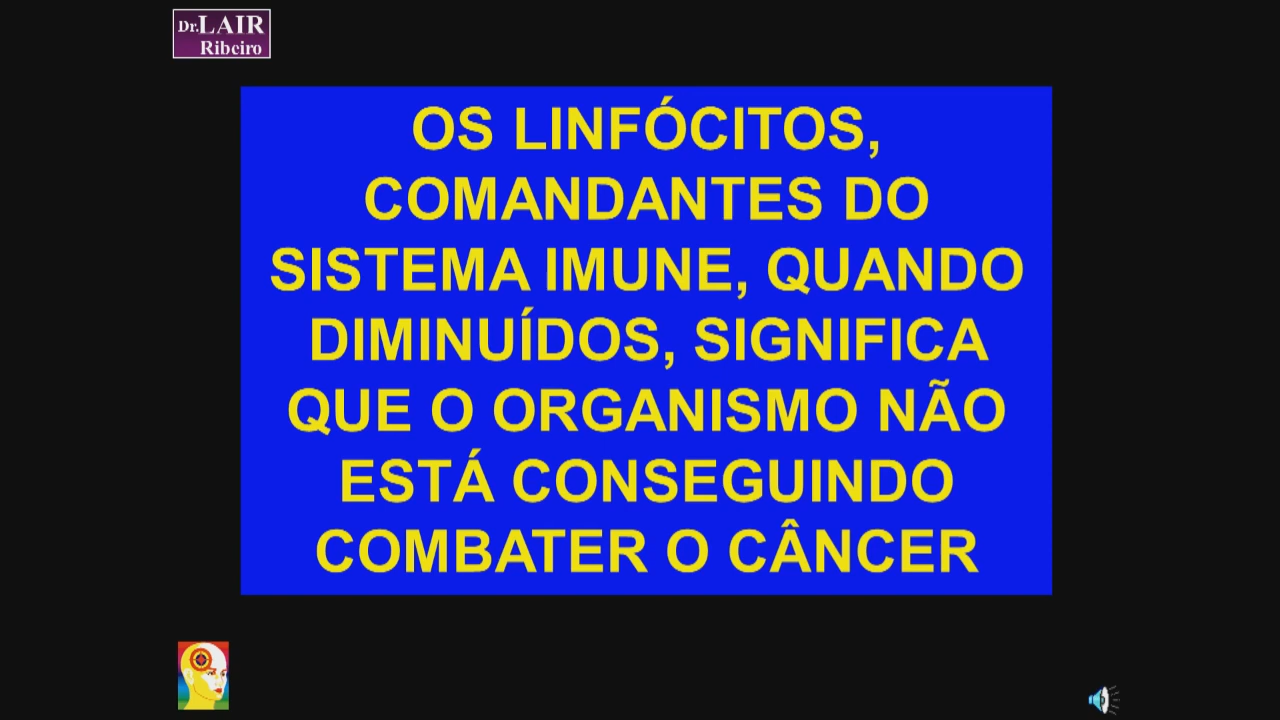 Dr. LAIR
Ribeiro
OS LINFÓCITOS,
COMANDANTES DO
SISTEMA IMUNE, QUANDO
DIMINUÍDOS, SIGNIFICA
QUE O ORGANISMO NÃO
ESTÁ CONSEGUINDO
COMBATER O CÂNCER